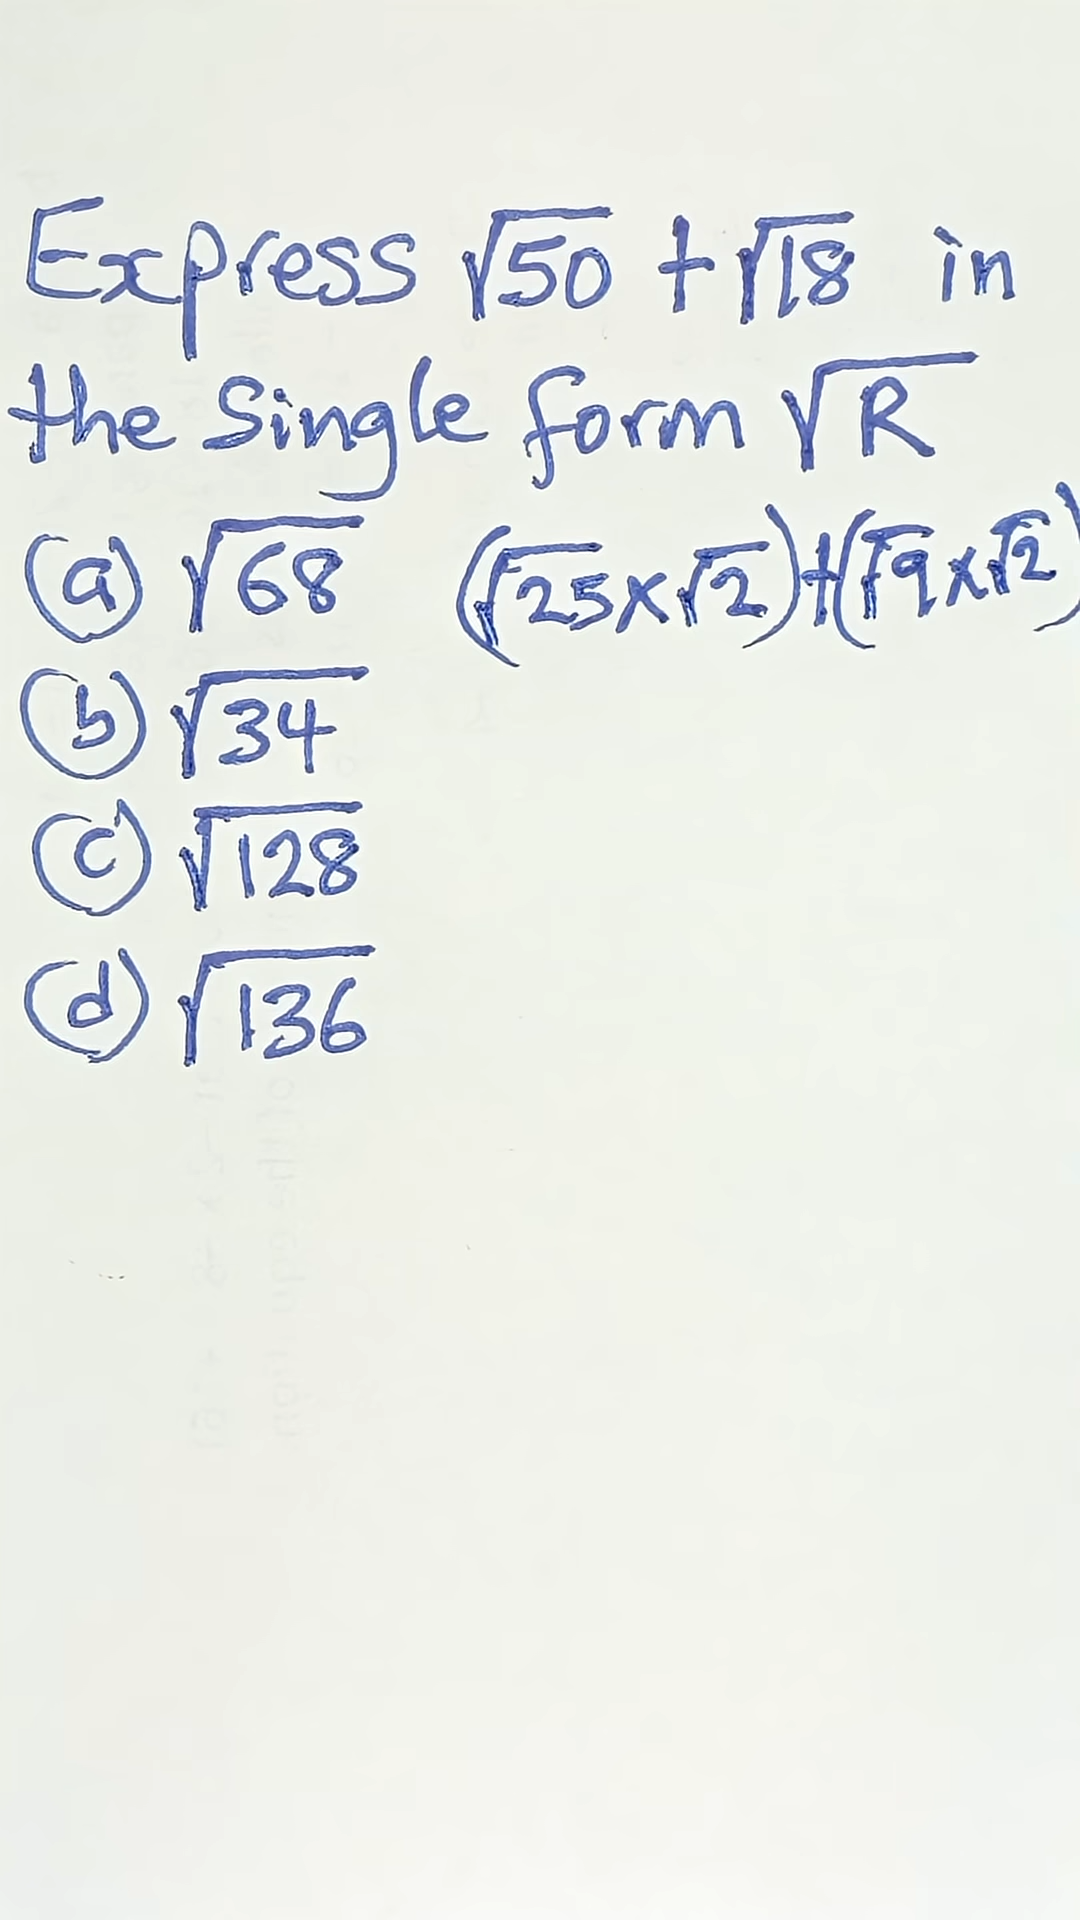 Express √50 + √18 in
the Single form √R
(a) √68 (√25×√2)+(√9×√2)
(b) √34
(c) √128
(d) √136